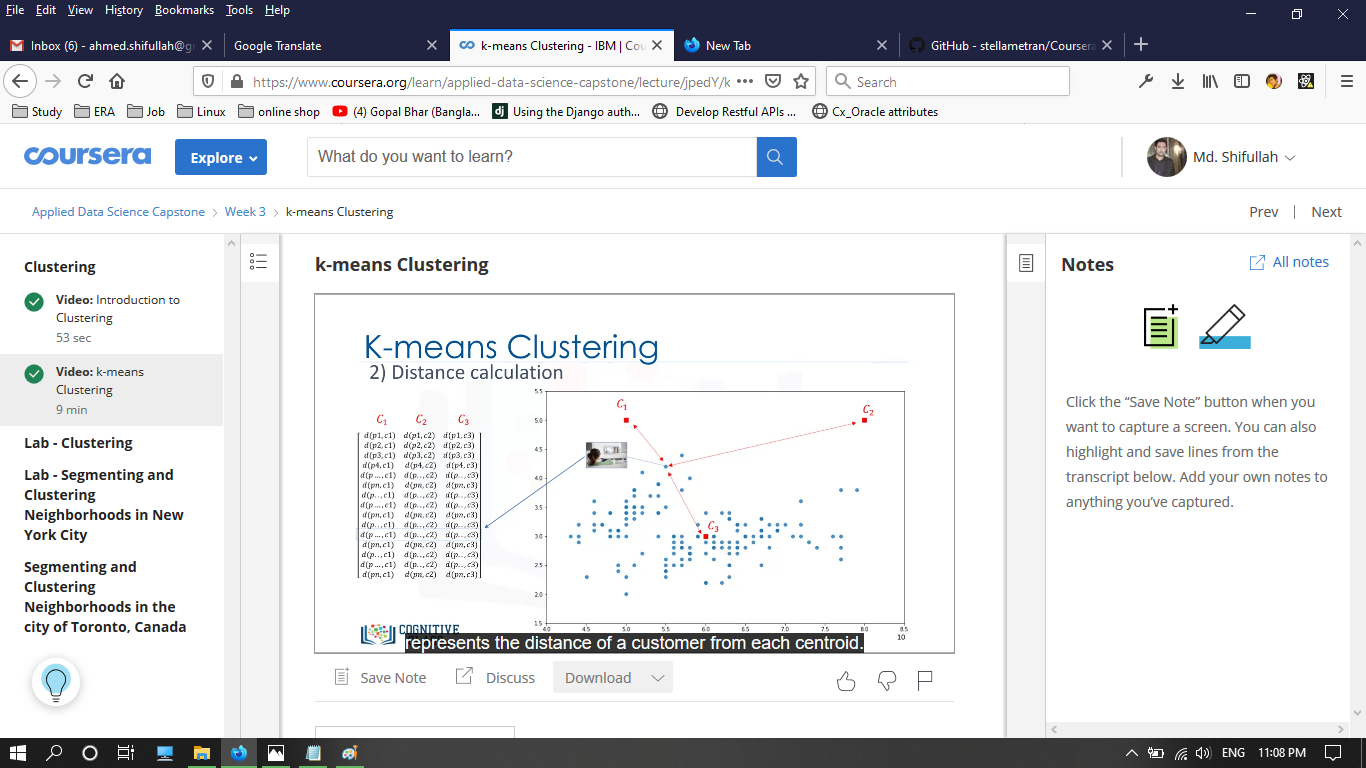 File Edit View History Bookmarks Tools Help
Inbox (6) - ahmed.shifullah@g
Google Translate
k-means Clustering - IBM | Cou
New Tab
GitHub - stellametran/Coursera
https://www.coursera.org/learn/applied-data-science-capstone/lecture/jpedY/k
Search
Study ERA Job Linux online shop (4) Gopal Bhar (Bangla... Using the Django auth... Develop Restful APIs ... Cx_Oracle attributes
coursera
Explore
What do you want to learn?
Md. Shifullah
Applied Data Science Capstone > Week 3 > k-means Clustering
Prev | Next
Clustering
Video: Introduction to
Clustering
53 sec
Video: k-means
Clustering
9 min
Lab - Clustering
Lab - Segmenting and
Clustering
Neighborhoods in New
York City
Segmenting and
Clustering
Neighborhoods in the
city of Toronto, Canada
k-means Clustering
K-means Clustering
2) Distance calculation
C1 C2 C3
d(p1,c1) d(p1,c2) d(p1,c3)
d(p2,c1) d(p2,c2) d(p2,c3)
d(p3,c1) d(p3,c2) d(p3,c3)
d(p4,c1) d(p4,c2) d(p4,c3)
d(p...,c1) d(p..,c2) d(p..,c3)
d(pn,c1) d(pn,c2) d(pn,c3)
d(p...,c1) d(p..,c2) d(p..,c3)
d(p...,c1) d(p..,c2) d(p..,c3)
d(pn,c1) d(pn,c2) d(pn,c3)
d(p..,c1) d(p..,c2) d(p..,c3)
d(p...,c1) d(p..,c2) d(p..,c3)
d(pn,c1) d(pn,c2) d(pn,c3)
d(p..,c1) d(p..,c2) d(p..,c3)
d(p...,c1) d(p..,c2) d(p..,c3)
d(pn,c1) d(pn,c2) d(pn,c3)
5.5
5.0
4.5
4.0
3.5
3.0
2.5
2.0
1.5
C1
C2
C3
4.0 4.5 5.0 5.5 6.0 6.5 7.0 7.5 8.0 8.5
10
COGNITIVE
represents the distance of a customer from each centroid.
Save Note
Discuss
Download
Notes
All notes
Click the “Save Note” button when you
want to capture a screen. You can also
highlight and save lines from the
transcript below. Add your own notes to
anything you’ve captured.
ENG 11:08 PM